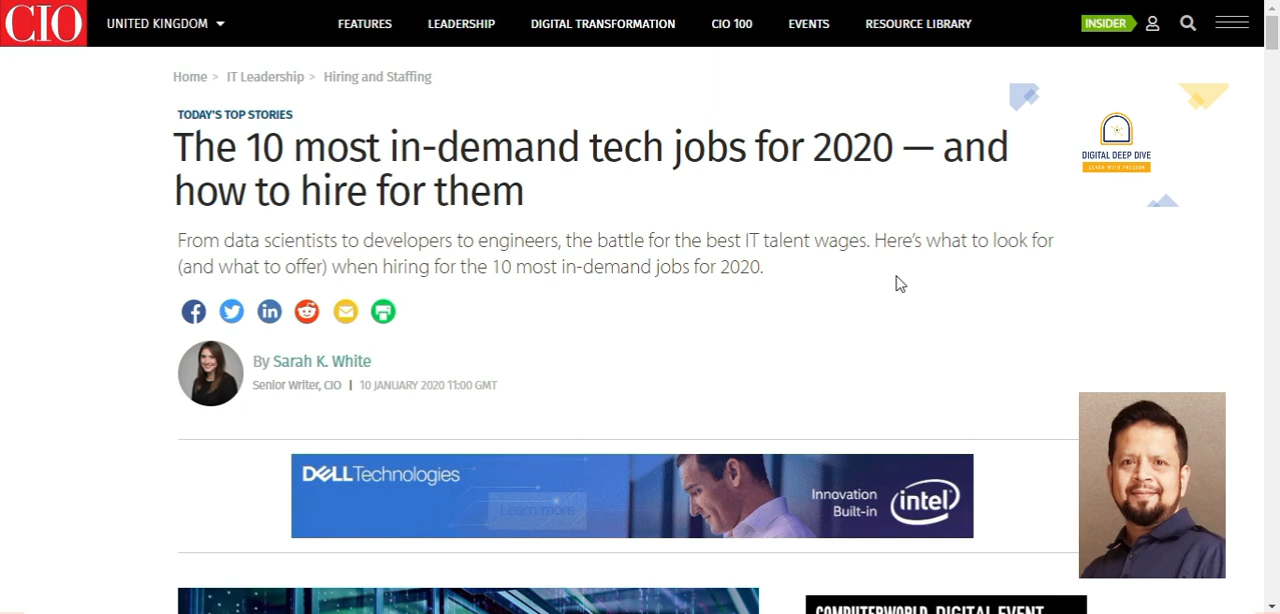 CIO
UNITED KINGDOM
FEATURES
LEADERSHIP
DIGITAL TRANSFORMATION
CIO 100
EVENTS
RESOURCE LIBRARY
INSIDER
Home > IT Leadership > Hiring and Staffing
TODAY'S TOP STORIES
The 10 most in-demand tech jobs for 2020 — and
how to hire for them
From data scientists to developers to engineers, the battle for the best IT talent wages. Here's what to look for
(and what to offer) when hiring for the 10 most in-demand jobs for 2020.
DIGITAL DEEP DIVE
LEARN WITH PASSION
in
By Sarah K. White
Senior Writer, CIO | 10 JANUARY 2020 11:00 GMT
DELL Technologies
Learn more
Innovation
Built-in
intel
COMPUTERWORLD DIGITAL EVENT